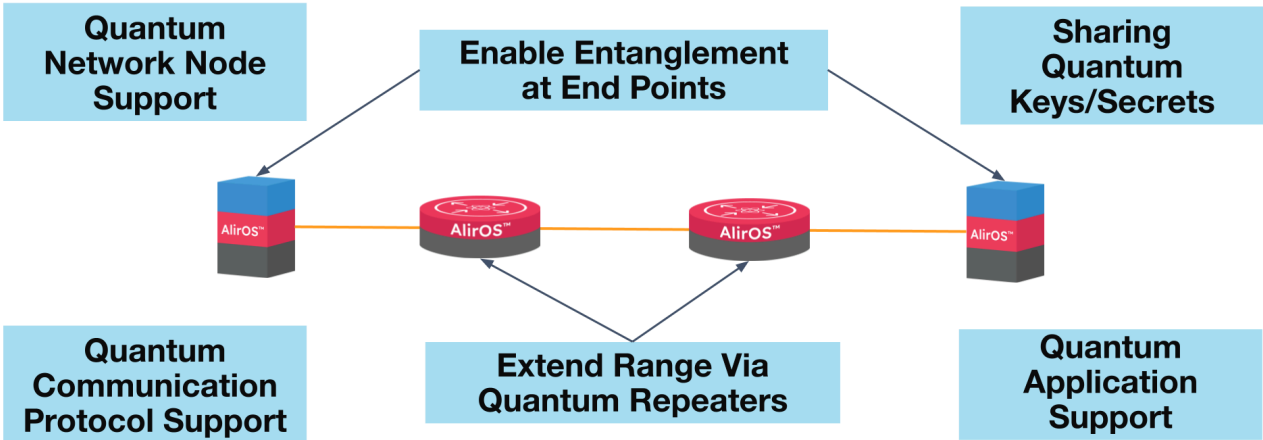 Quantum
Network Node
Support
Enable Entanglement
at End Points
Sharing
Quantum
Keys/Secrets
AlirOS™
AlirOS™
AlirOS™
AlirOS™
Quantum
Communication
Protocol Support
Extend Range Via
Quantum Repeaters
Quantum
Application
Support